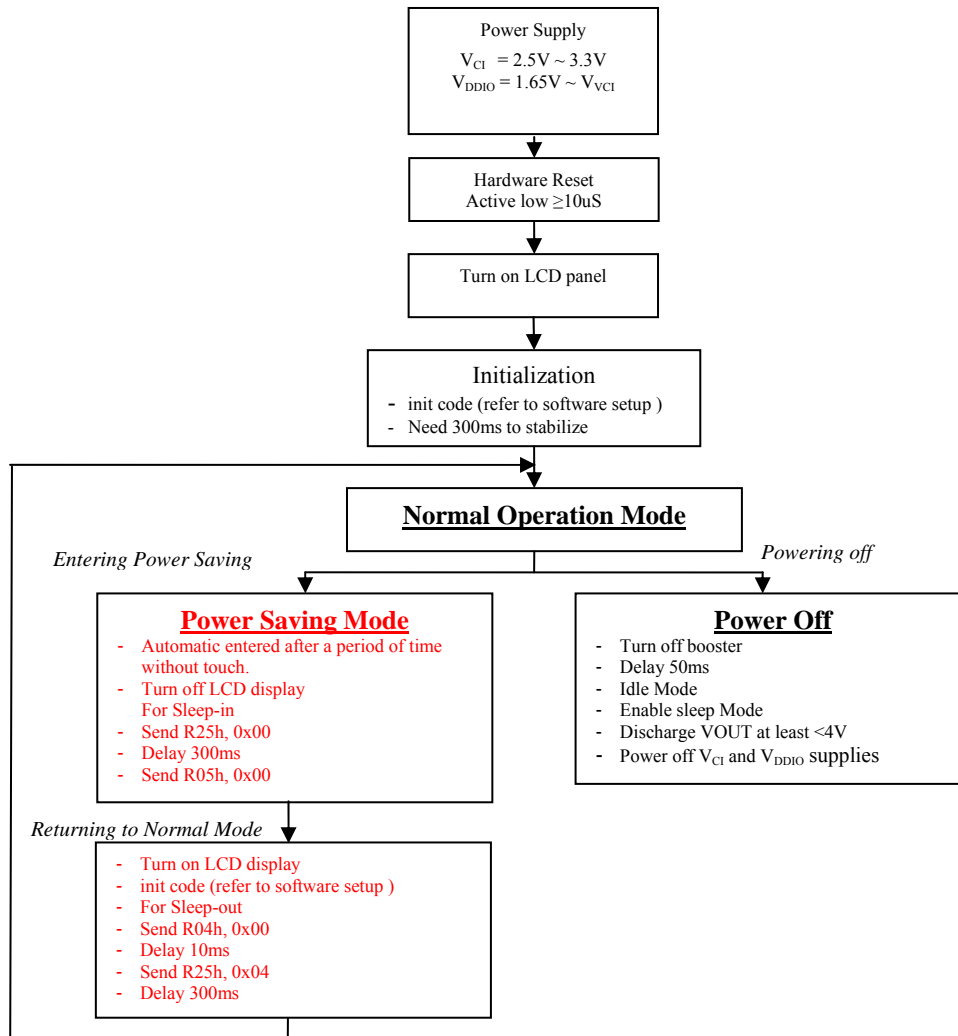 Power Supply
V_CI = 2.5V ~ 3.3V
V_DDIO = 1.65V ~ V_VCI
Hardware Reset
Active low ≥10uS
Turn on LCD panel
Initialization
- init code (refer to software setup )
- Need 300ms to stabilize
Normal Operation Mode
Entering Power Saving
Powering off
Power Saving Mode
- Automatic entered after a period of time
without touch.
- Turn off LCD display
For Sleep-in
- Send R25h, 0x00
- Delay 300ms
- Send R05h, 0x00
Power Off
- Turn off booster
- Delay 50ms
- Idle Mode
- Enable sleep Mode
- Discharge VOUT at least <4V
- Power off V_CI and V_DDIO supplies
Returning to Normal Mode
- Turn on LCD display
- init code (refer to software setup )
- For Sleep-out
- Send R04h, 0x00
- Delay 10ms
- Send R25h, 0x04
- Delay 300ms